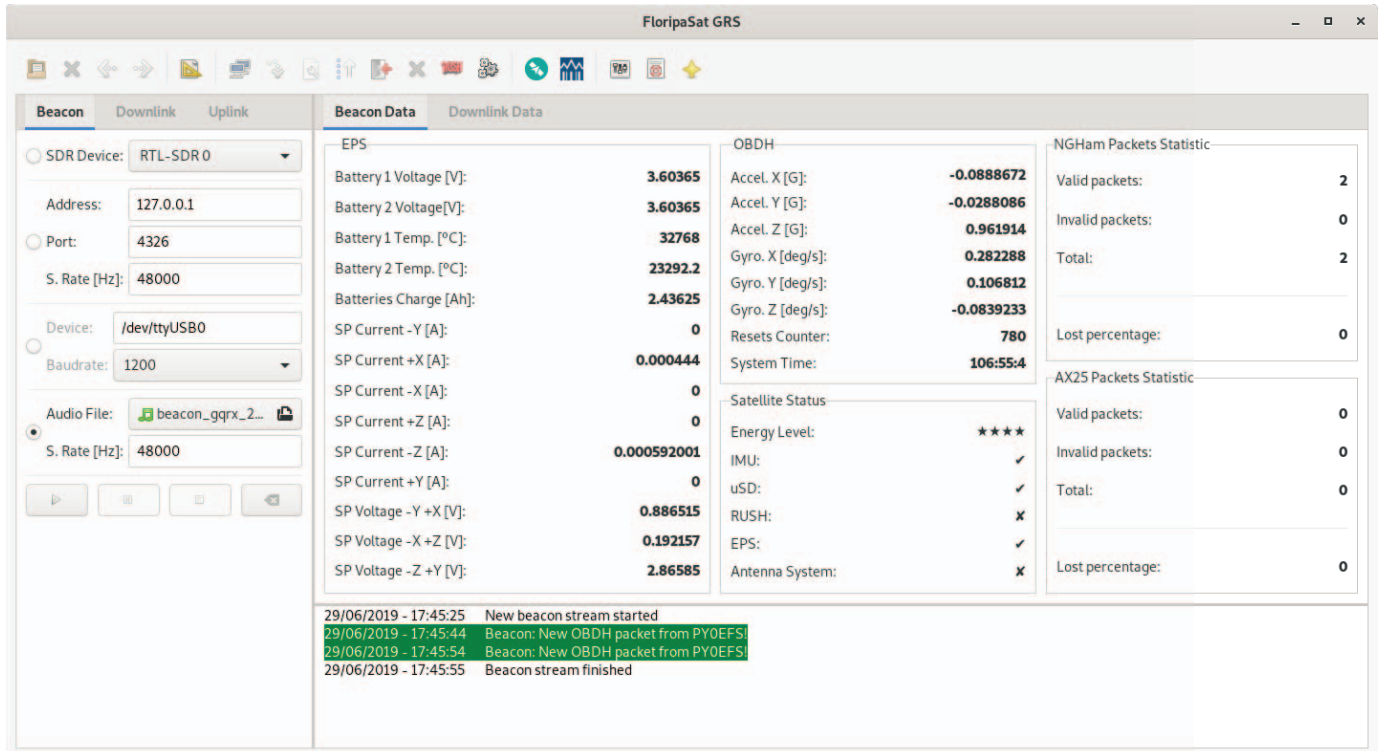 FloripaSat GRS
Beacon Downlink Uplink
SDR Device: RTL-SDR 0
Address: 127.0.0.1
Port: 4326
S. Rate [Hz]: 48000
Device: /dev/ttyUSB0
Baudrate: 1200
Audio File: beacon_gqrx_2...
S. Rate [Hz]: 48000
Beacon Data Downlink Data
EPS
Battery 1 Voltage [V]: 3.60365
Battery 2 Voltage[V]: 3.60365
Battery 1 Temp. [ºC]: 32768
Battery 2 Temp. [ºC]: 23292.2
Batteries Charge [Ah]: 2.43625
SP Current -Y [A]: 0
SP Current +X [A]: 0.000444
SP Current -X [A]: 0
SP Current +Z [A]: 0
SP Current -Z [A]: 0.000592001
SP Current +Y [A]: 0
SP Voltage -Y +X [V]: 0.886515
SP Voltage -X +Z [V]: 0.192157
SP Voltage -Z +Y [V]: 2.86585
OBDH
Accel. X [G]: -0.0888672
Accel. Y [G]: -0.0288086
Accel. Z [G]: 0.961914
Gyro. X [deg/s]: 0.282288
Gyro. Y [deg/s]: 0.106812
Gyro. Z [deg/s]: -0.0839233
Resets Counter: 780
System Time: 106:55:4
Satellite Status
Energy Level: ★★★★
IMU: ✔
uSD: ✔
RUSH: ✘
EPS: ✔
Antenna System: ✘
NGHam Packets Statistic
Valid packets: 2
Invalid packets: 0
Total: 2
Lost percentage: 0
AX25 Packets Statistic
Valid packets: 0
Invalid packets: 0
Total: 0
Lost percentage: 0
29/06/2019 - 17:45:25 New beacon stream started
29/06/2019 - 17:45:44 Beacon: New OBDH packet from PY0EFS!
29/06/2019 - 17:45:54 Beacon: New OBDH packet from PY0EFS!
29/06/2019 - 17:45:55 Beacon stream finished